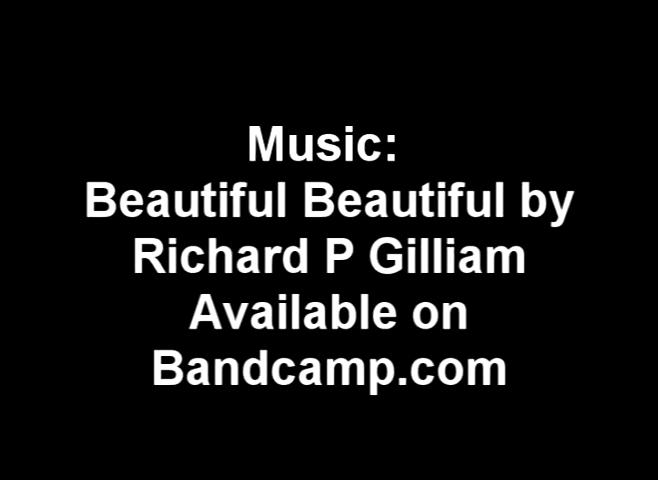 Music:
Beautiful Beautiful by
Richard P Gilliam
Available on
Bandcamp.com